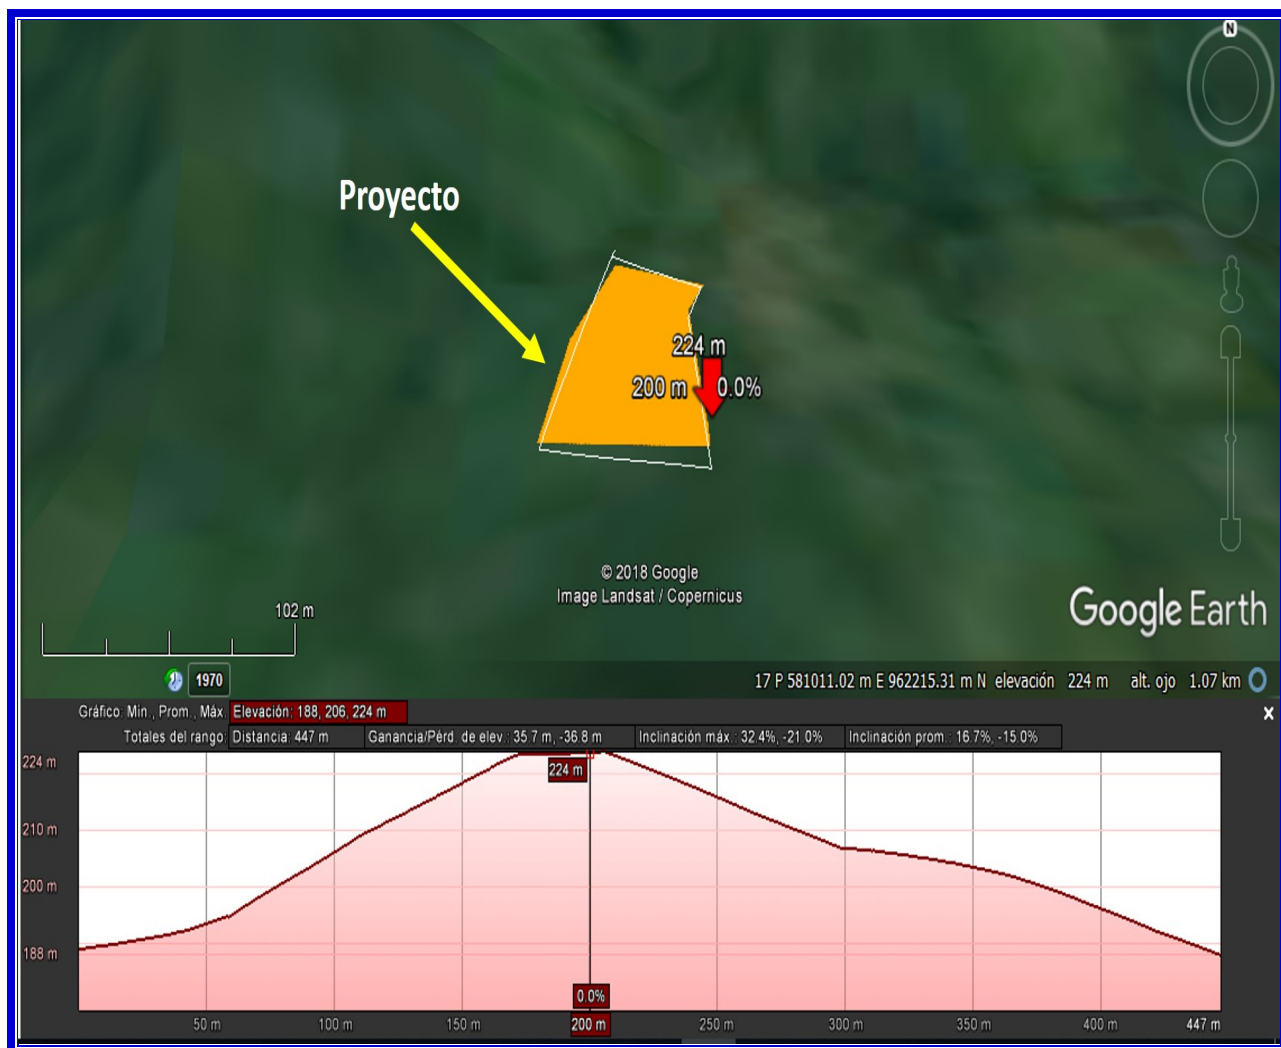 N
Proyecto
224 m
200 m 0.0%
© 2018 Google
Image Landsat / Copernicus
Google Earth
102 m
1970
17 P 581011.02 m E 962215.31 m N elevación 224 m alt. ojo 1.07 km
Gráfico: Mín., Prom., Máx. Elevación: 188, 206, 224 m
Totales del rango: Distancia: 447 m Ganancia/Pérd. de elev.: 35.7 m, -36.8 m Inclinación máx.: 32.4%, -21.0% Inclinación prom.: 16.7%, -15.0%
224 m
224 m
210 m
200 m
188 m
0.0%
50 m 100 m 150 m 200 m 250 m 300 m 350 m 400 m 447 m